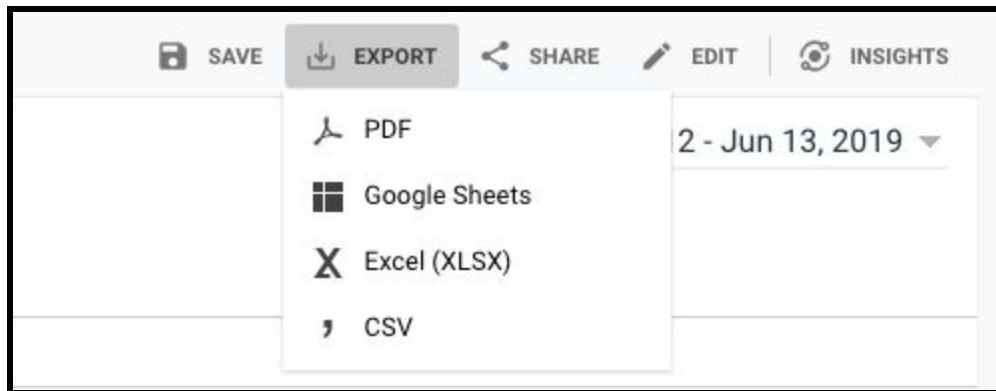 SAVE EXPORT SHARE EDIT INSIGHTS
PDF
2 - Jun 13, 2019
Google Sheets
Excel (XLSX)
CSV